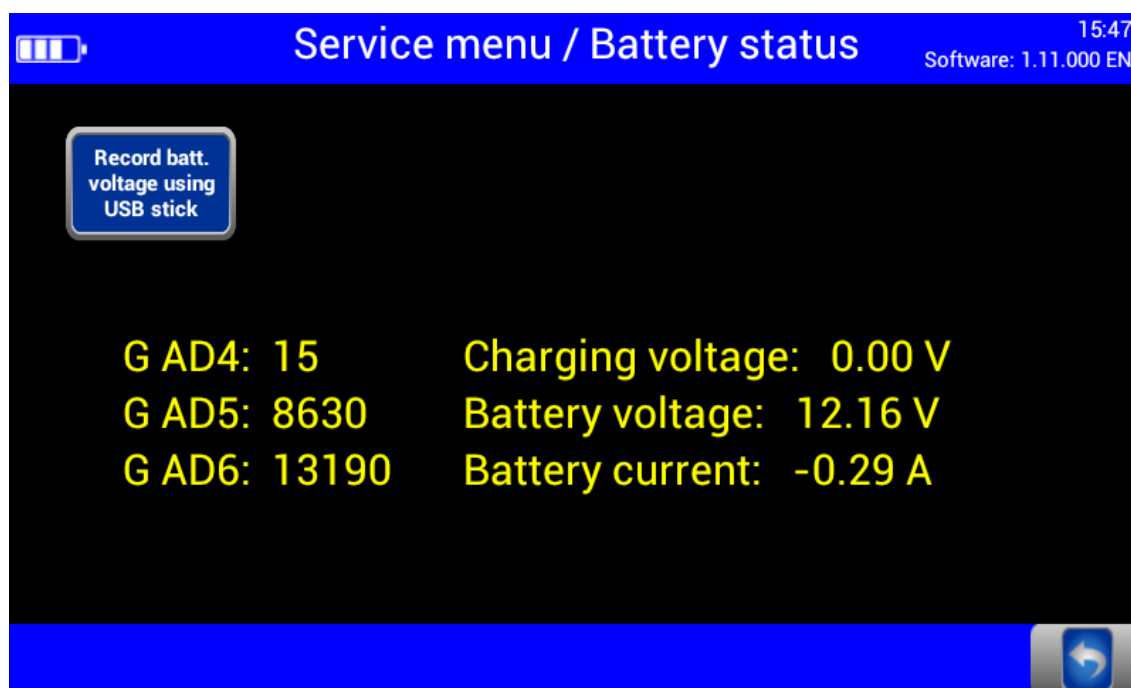 Service menu / Battery status
15:47
Software: 1.11.000 EN
Record batt.
voltage using
USB stick
G AD4: 15 Charging voltage: 0.00 V
G AD5: 8630 Battery voltage: 12.16 V
G AD6: 13190 Battery current: -0.29 A